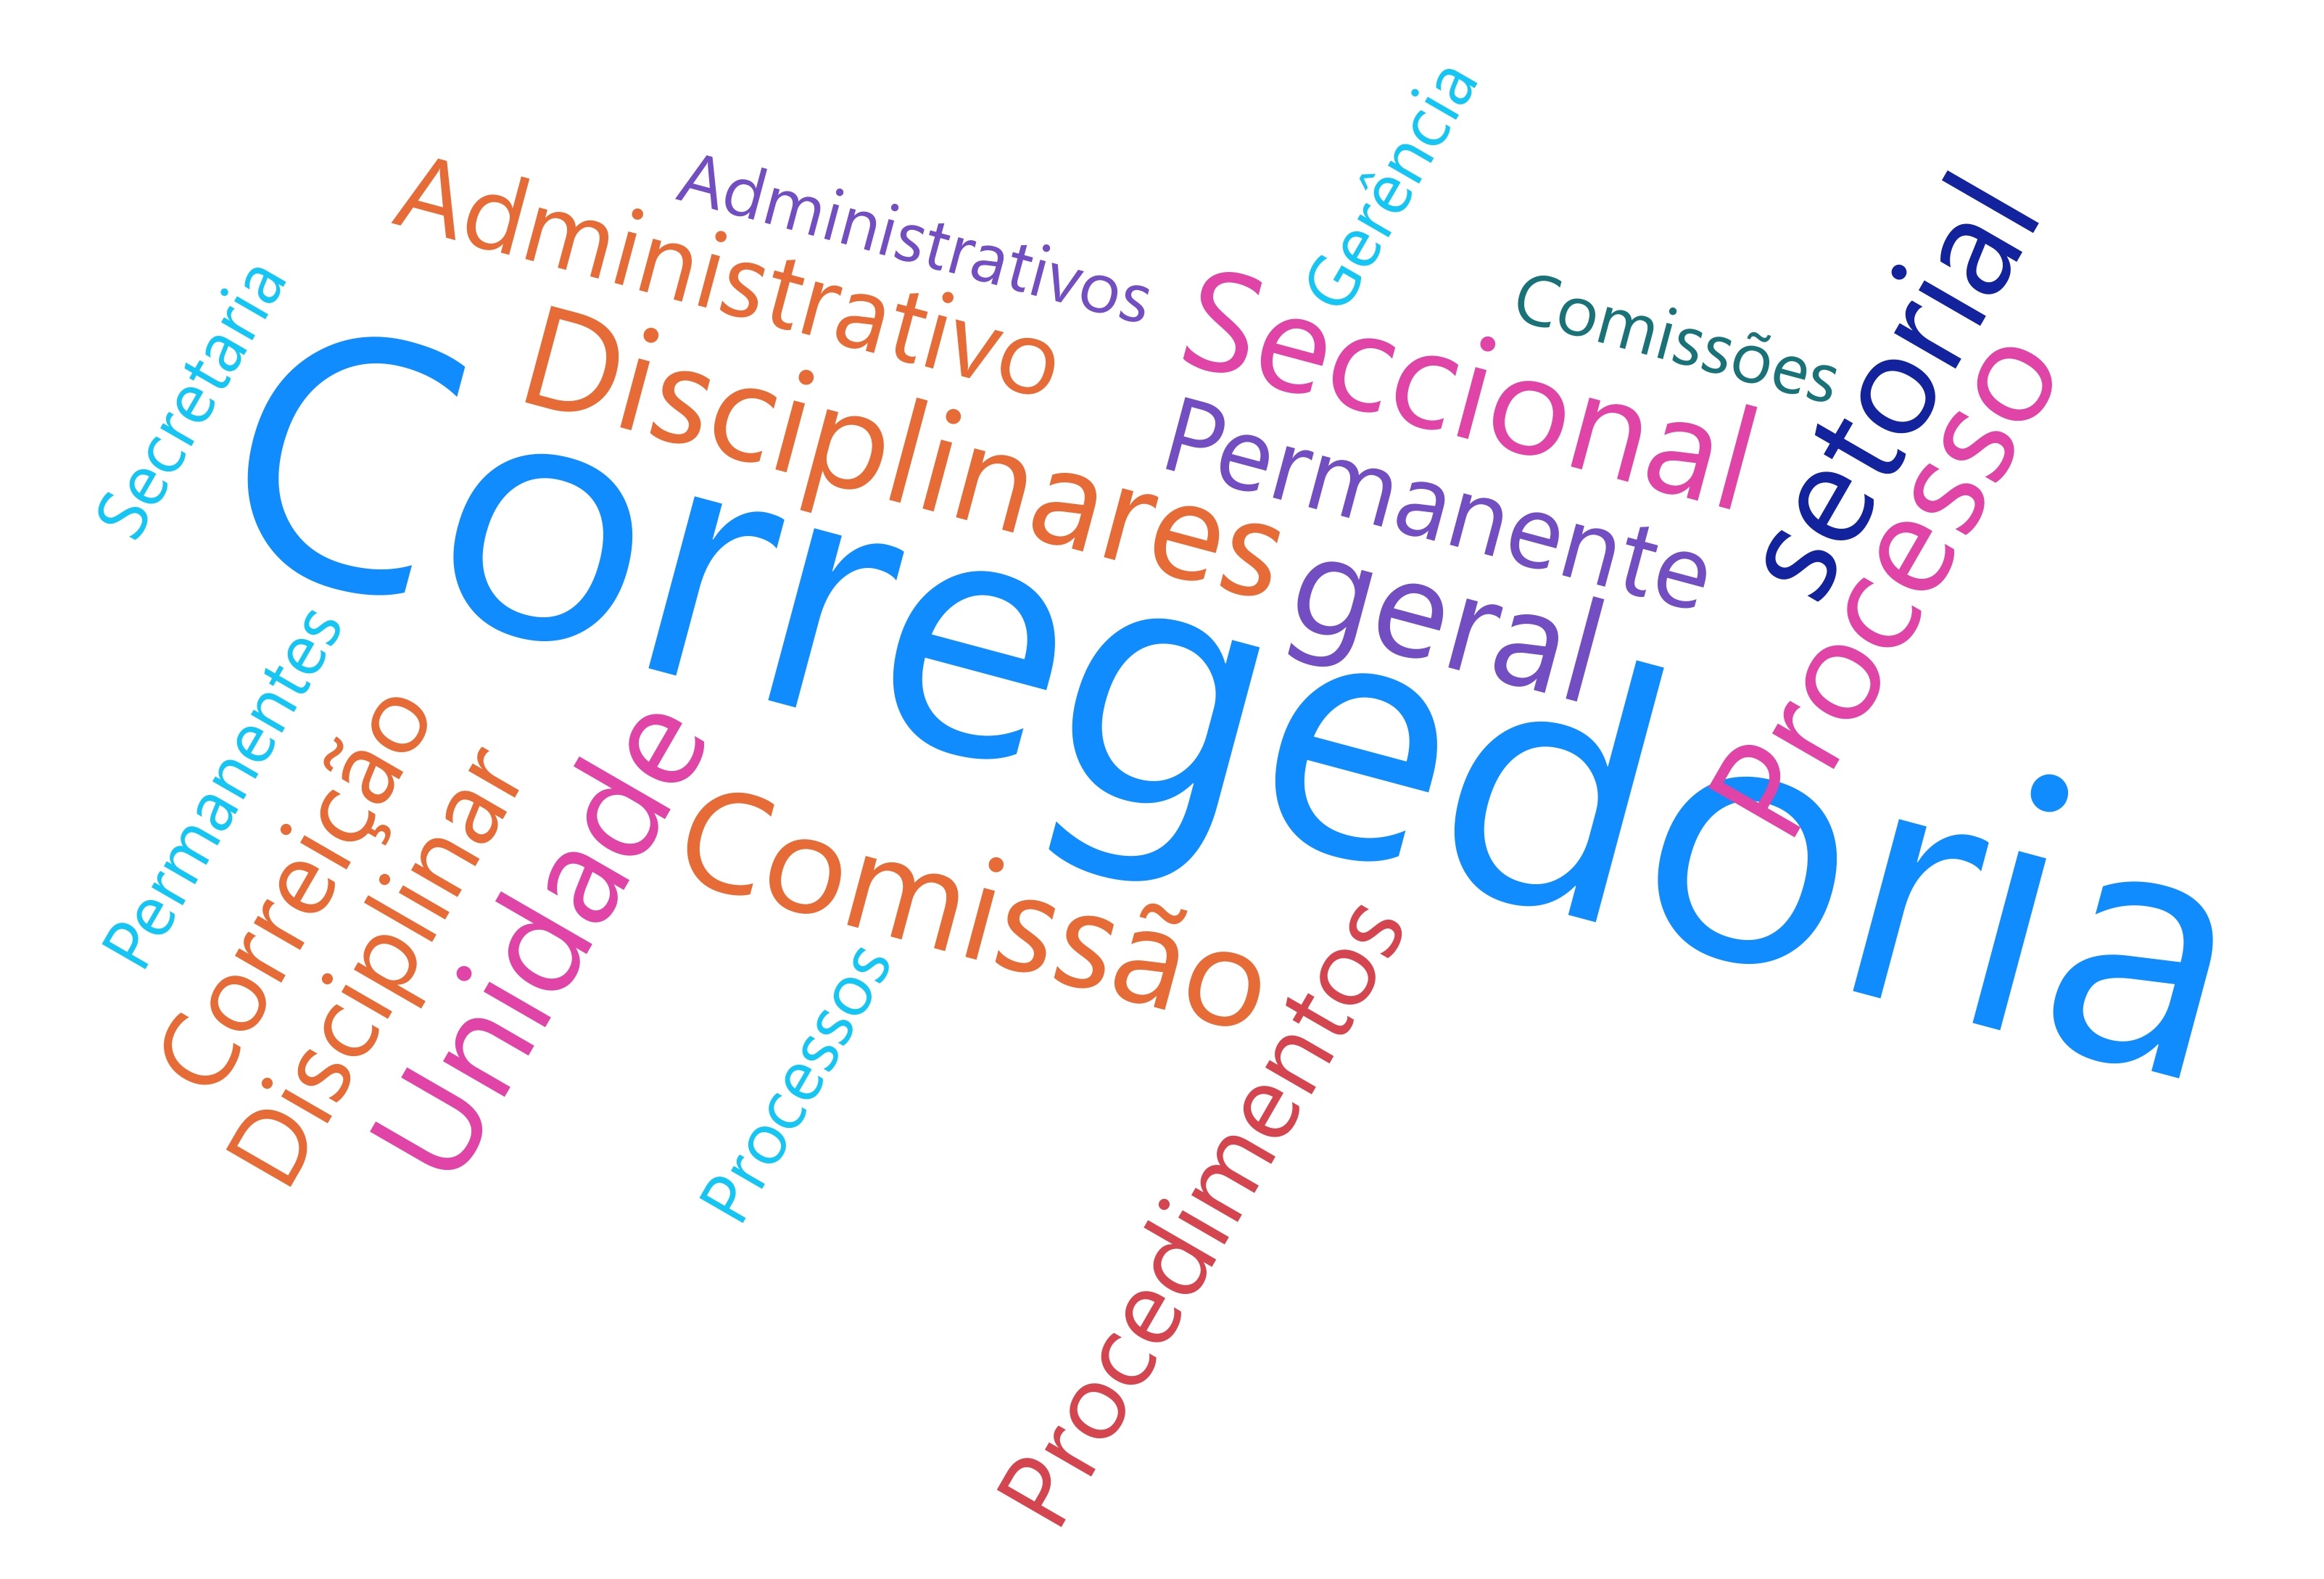 Gerência
Administrativos
Administrativo
Secretaria
Seccional
Comissões
setorial
Disciplinares
Permanente
Processo
Corregedoria
geral
Permanentes
Correição
Disciplinar
Unidade
Comissão
Processos
Procedimentos